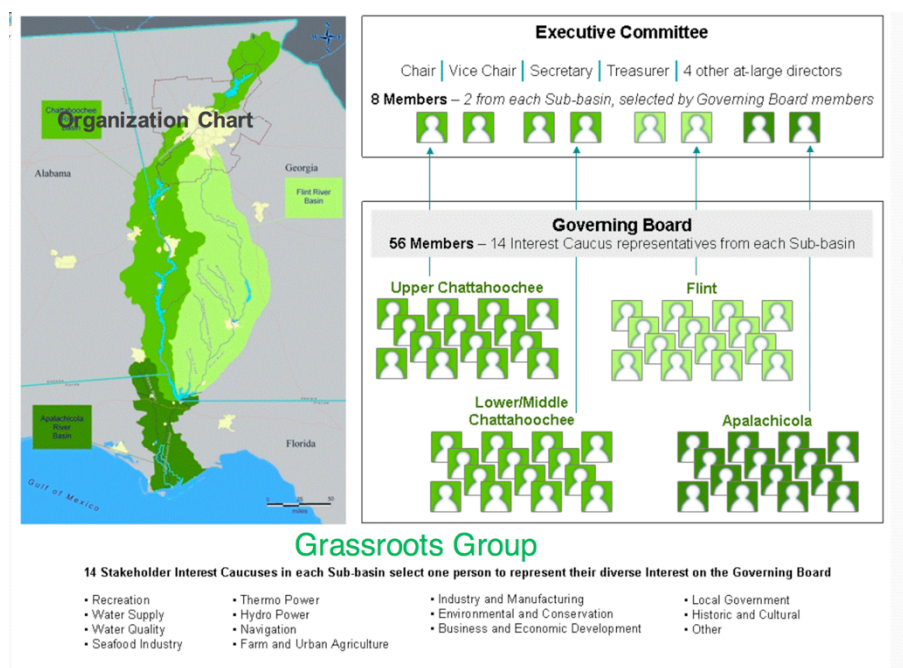 Organization Chart
Chattahoochee
Basin
Alabama
Georgia
Flint River
Basin
Apalachicola
River
Basin
Florida
Gulf of Mexico
miles
Executive Committee
Chair | Vice Chair | Secretary | Treasurer | 4 other at-large directors
8 Members – 2 from each Sub-basin, selected by Governing Board members
Governing Board
56 Members – 14 Interest Caucus representatives from each Sub-basin
Upper Chattahoochee
Flint
Lower/Middle
Chattahoochee
Apalachicola
Grassroots Group
14 Stakeholder Interest Caucuses in each Sub-basin select one person to represent their diverse Interest on the Governing Board
• Recreation
• Water Supply
• Water Quality
• Seafood Industry
• Thermo Power
• Hydro Power
• Navigation
• Farm and Urban Agriculture
• Industry and Manufacturing
• Environmental and Conservation
• Business and Economic Development
• Local Government
• Historic and Cultural
• Other